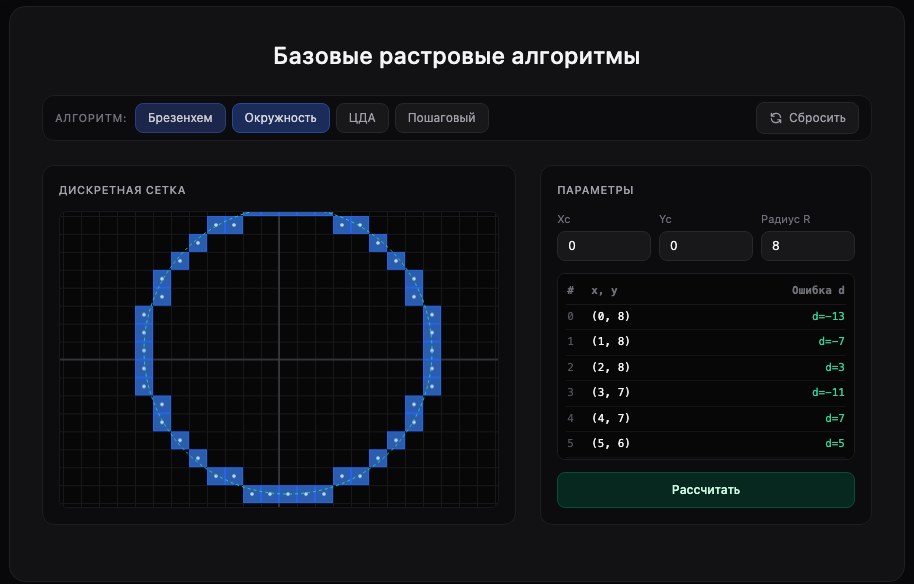 Базовые растровые алгоритмы
АЛГОРИТМ: Брезенхем Окружность ЦДА Пошаговый Сбросить
ДИСКРЕТНАЯ СЕТКА
ПАРАМЕТРЫ
Xc Yc Радиус R
0 0 8
# x, y Ошибка d
0 (0, 8) d=-13
1 (1, 8) d=-7
2 (2, 8) d=3
3 (3, 7) d=-11
4 (4, 7) d=7
5 (5, 6) d=5
Рассчитать